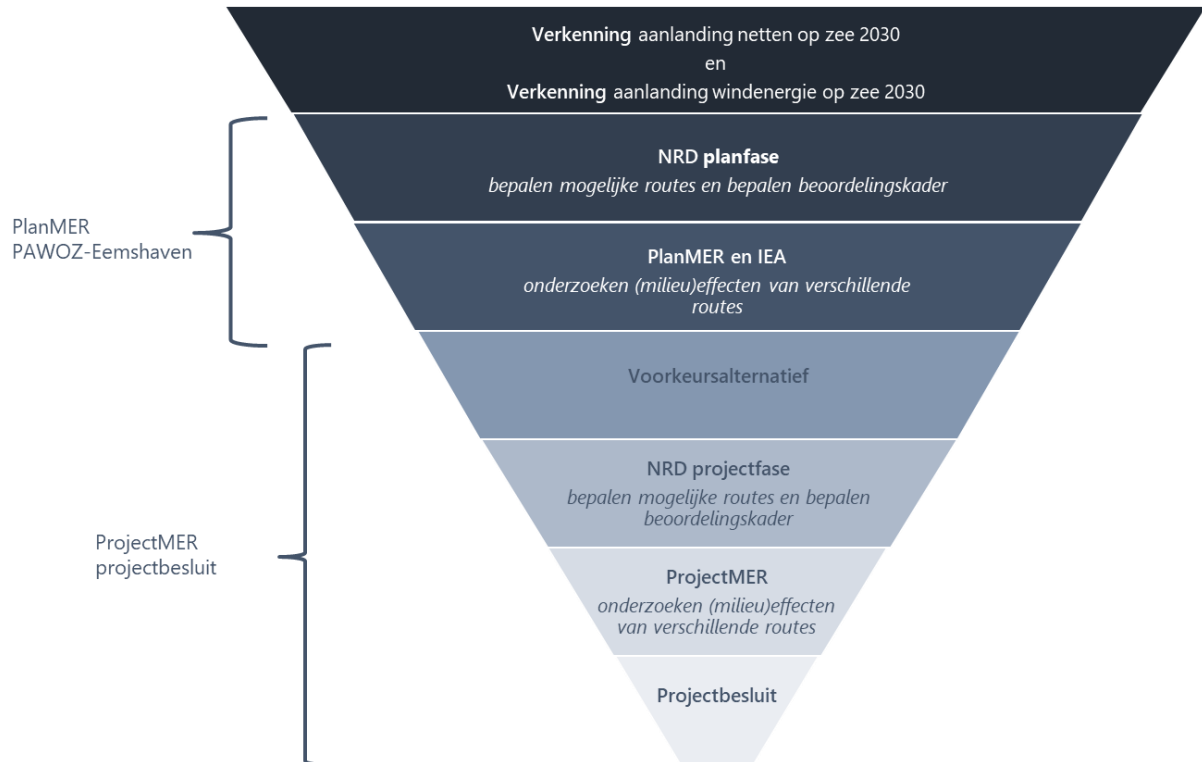 Verkenning aanlanding netten op zee 2030
en
Verkenning aanlanding windenergie op zee 2030
NRD planfase
bepalen mogelijke routes en bepalen beoordelingskader
PlanMER
PAWOZ-Eemshaven
PlanMER en IEA
onderzoeken (milieu)effecten van verschillende
routes
Voorkeursalternatief
NRD projectfase
bepalen mogelijke routes en bepalen
beoordelingskader
ProjectMER
projectbesluit
ProjectMER
onderzoeken (milieu)effecten
van verschillende routes
Projectbesluit